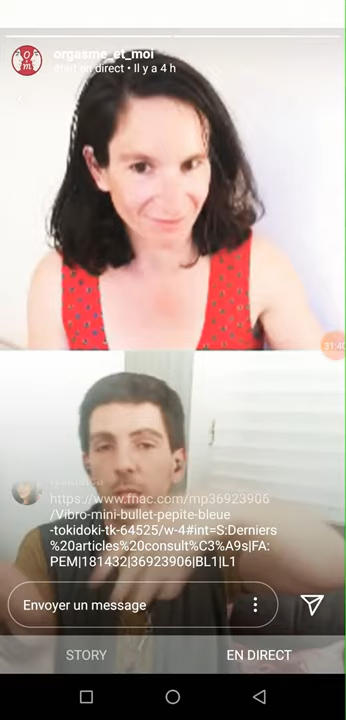 orgasme_et_moi
était en direct • Il y a 4 h
31:40
https://www.fnac.com/mp36923906
/Vibro-mini-bullet-pepite-bleue
-tokidoki-tk-64525/w-4#int=S:Derniers
%20articles%20consult%C3%A9s|FA:
PEM|181432|36923906|BL1|L1
Envoyer un message
STORY
EN DIRECT